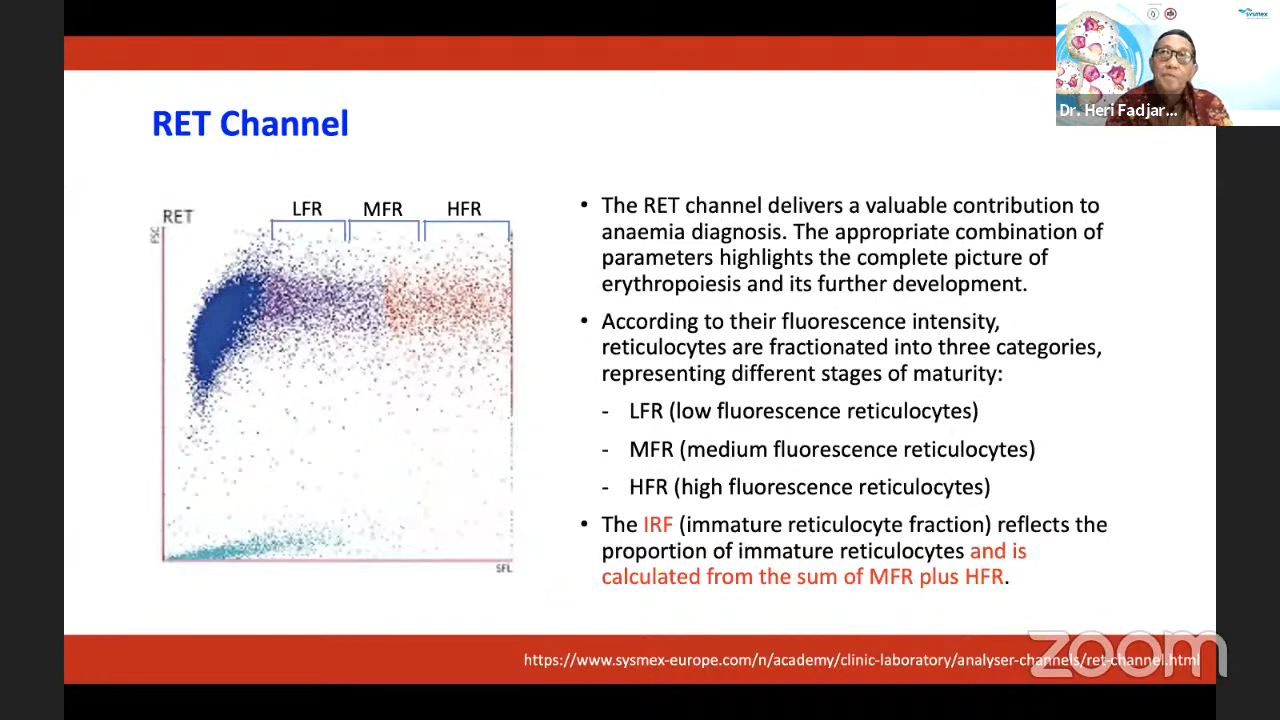 sysmex
Dr. Heri Fadjar...
RET Channel
RET
LFR
MFR
HFR
FSC
SFL
• The RET channel delivers a valuable contribution to
anaemia diagnosis. The appropriate combination of
parameters highlights the complete picture of
erythropoiesis and its further development.
• According to their fluorescence intensity,
reticulocytes are fractionated into three categories,
representing different stages of maturity:
- LFR (low fluorescence reticulocytes)
- MFR (medium fluorescence reticulocytes)
- HFR (high fluorescence reticulocytes)
• The IRF (immature reticulocyte fraction) reflects the
proportion of immature reticulocytes and is
calculated from the sum of MFR plus HFR.
https://www.sysmex-europe.com/n/academy/clinic-laboratory/analyser-channels/ret-channel.html
zoom